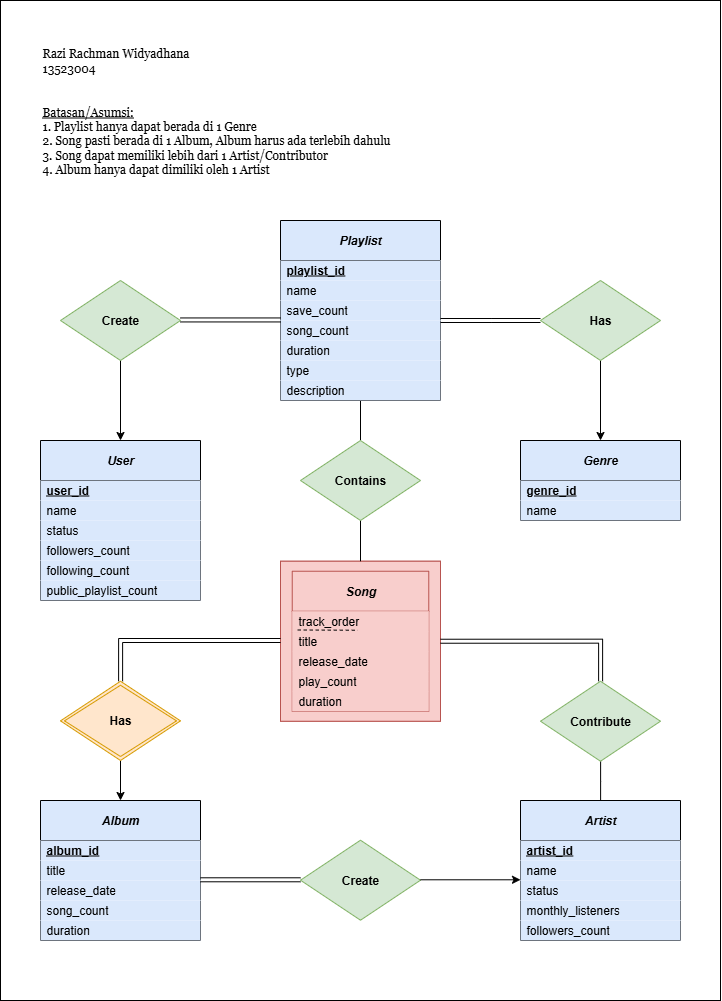 Razi Rachman Widyadhana
13523004
Batasan/Asumsi:
1. Playlist hanya dapat berada di 1 Genre
2. Song pasti berada di 1 Album, Album harus ada terlebih dahulu
3. Song dapat memiliki lebih dari 1 Artist/Contributor
4. Album hanya dapat dimiliki oleh 1 Artist
Playlist
playlist_id
name
save_count
song_count
duration
type
description
Create
Has
User
user_id
name
status
followers_count
following_count
public_playlist_count
Contains
Genre
genre_id
name
Song
track_order
title
release_date
play_count
duration
Has
Contribute
Album
album_id
title
release_date
song_count
duration
Create
Artist
artist_id
name
status
monthly_listeners
followers_count